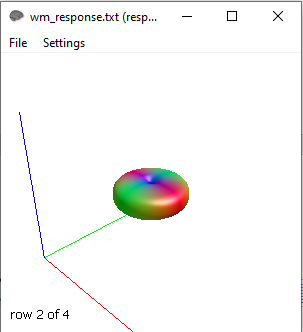 wm_response.txt (resp...
File Settings
row 2 of 4